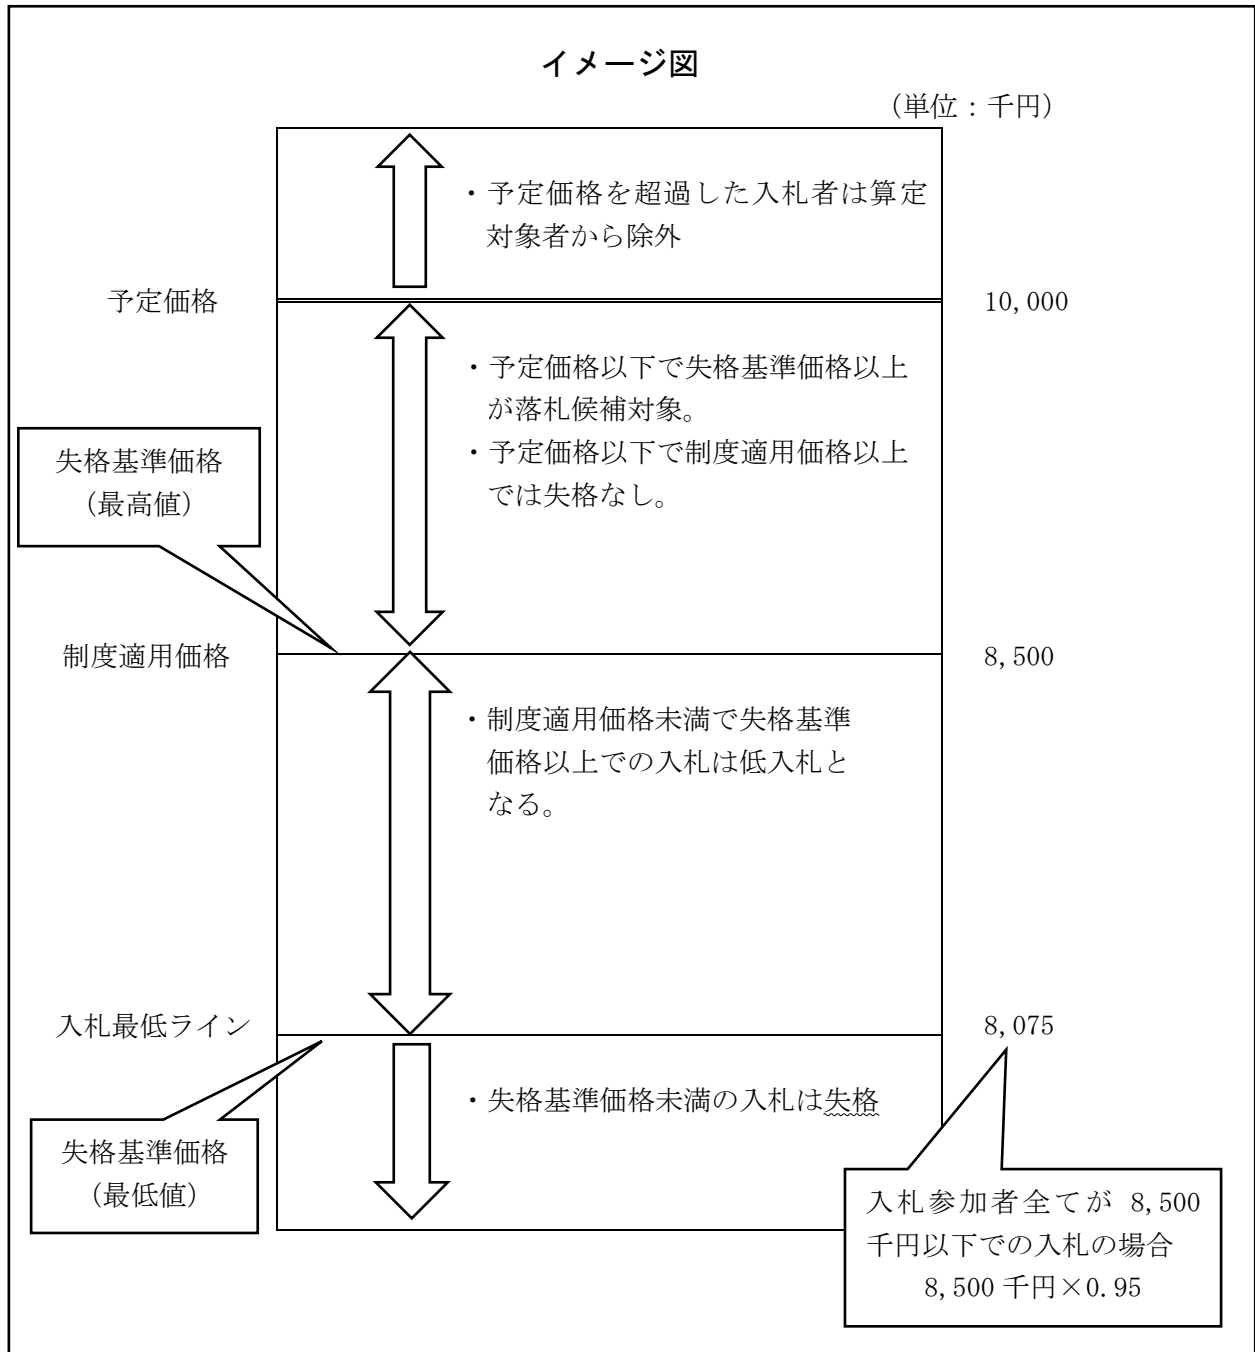 イメージ図
（単位：千円）
・予定価格を超過した入札者は算定
対象者から除外
予定価格
10,000
・予定価格以下で失格基準価格以上
が落札候補対象。
・予定価格以下で制度適用価格以上
では失格なし。
失格基準価格
（最高値）
制度適用価格
8,500
・制度適用価格未満で失格基準
価格以上での入札は低入札と
なる。
入札最低ライン
8,075
・失格基準価格未満の入札は失格
失格基準価格
（最低値）
入札参加者全てが 8,500
千円以下での入札の場合
8,500 千円×0.95